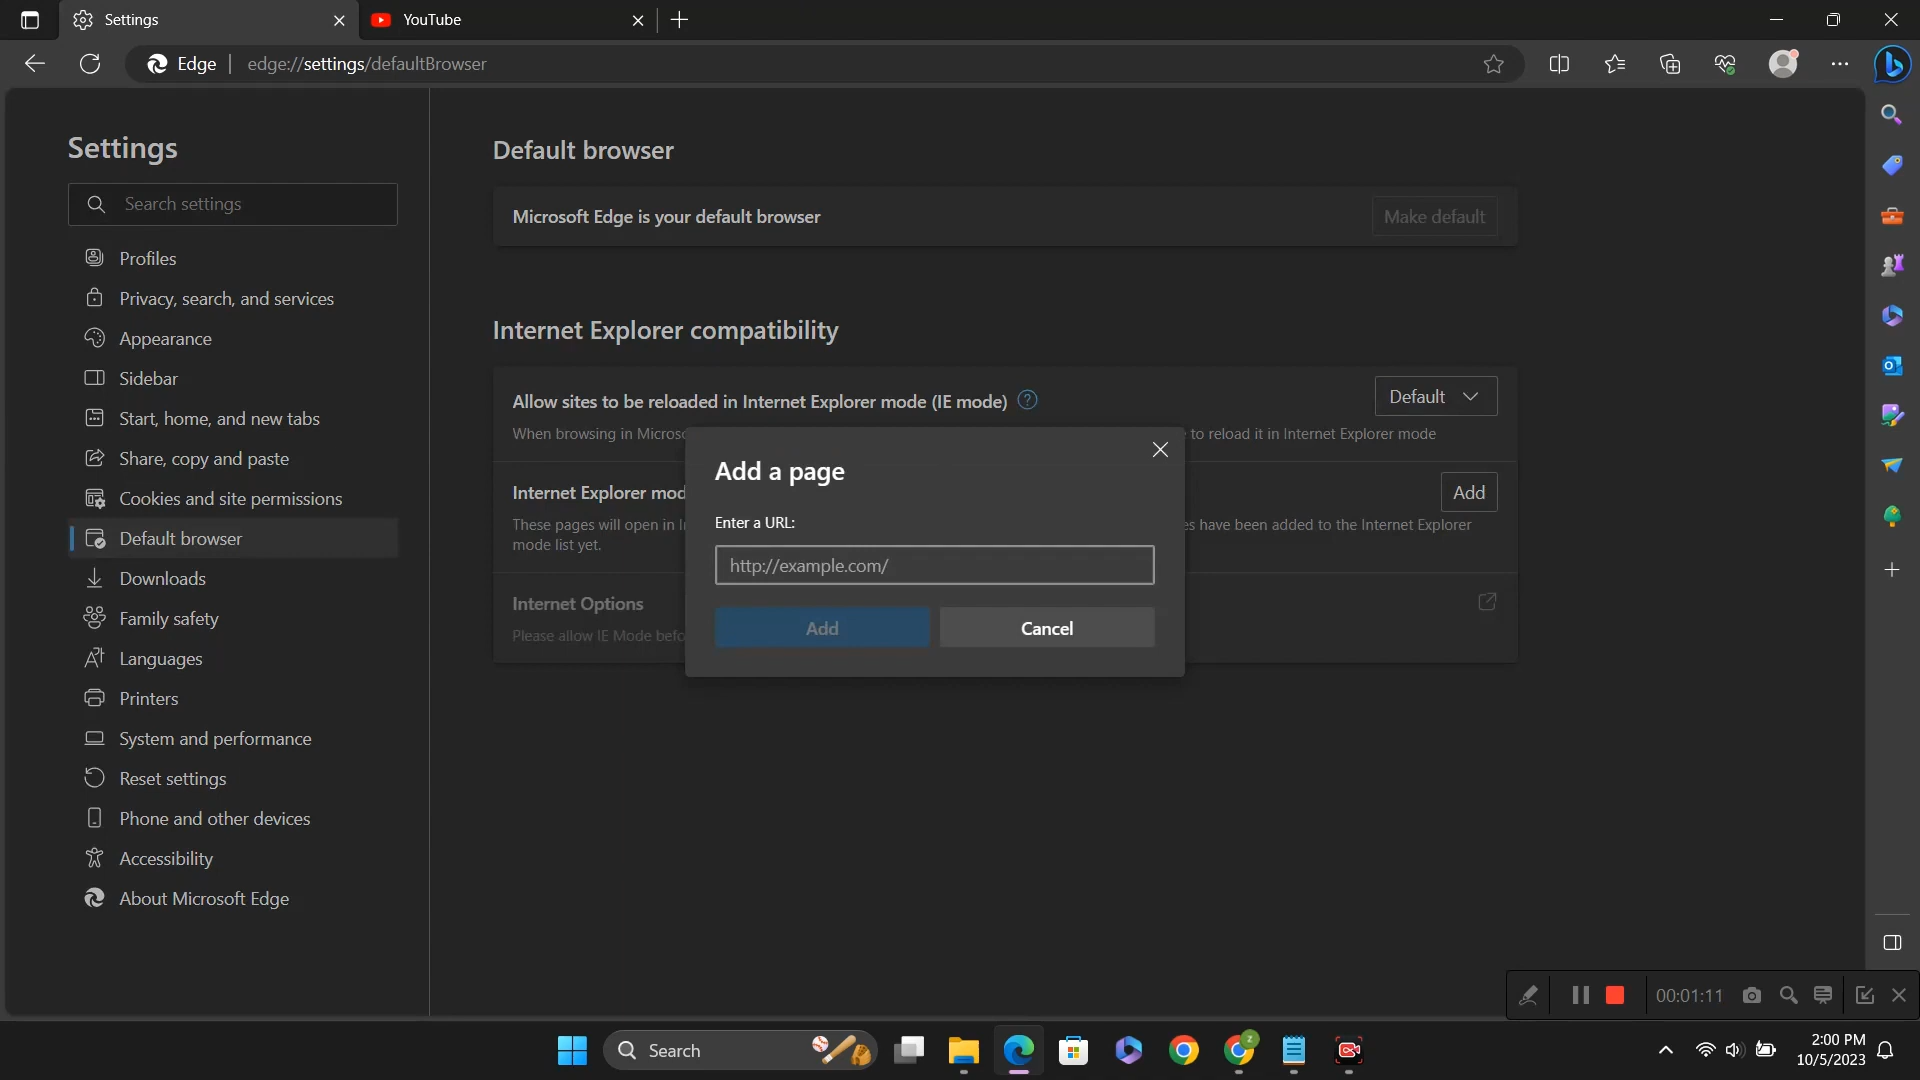 Settings
YouTube
Edge
edge://settings/defaultBrowser
Settings
Search settings
Profiles
Privacy, search, and services
Appearance
Sidebar
Start, home, and new tabs
Share, copy and paste
Cookies and site permissions
Default browser
Downloads
Family safety
Languages
Printers
System and performance
Reset settings
Phone and other devices
Accessibility
About Microsoft Edge
Default browser
Microsoft Edge is your default browser
Make default
Internet Explorer compatibility
Allow sites to be reloaded in Internet Explorer mode (IE mode)
Default
When browsing in to reload it in Internet Explorer mode
Internet Explorer
Add
These pages will open in have been added to the Internet Explorer
mode list yet.
Internet Options
Please allow IE Mode
Add a page
Enter a URL:
http://example.com/
Add
Cancel
00:01:11
Search
2:00 PM
10/5/2023